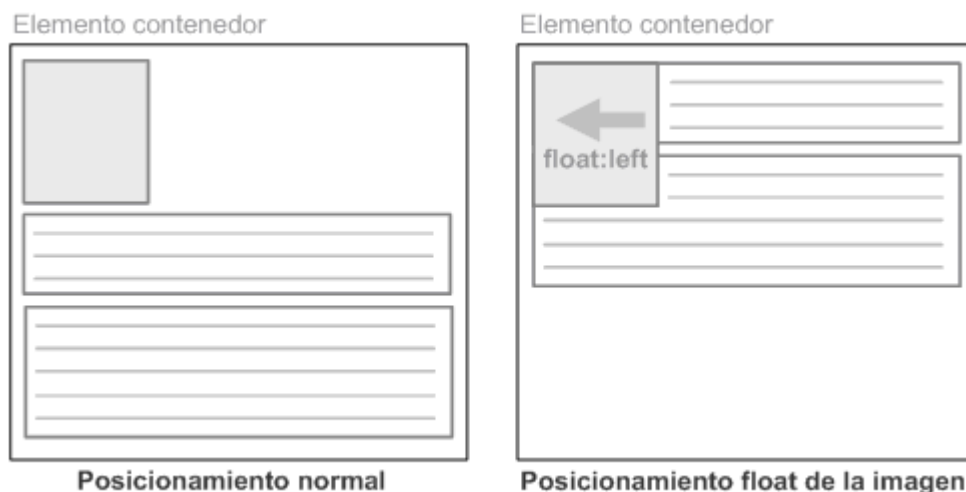 Elemento contenedor
Elemento contenedor
float:left
Posicionamiento normal
Posicionamiento float de la imagen